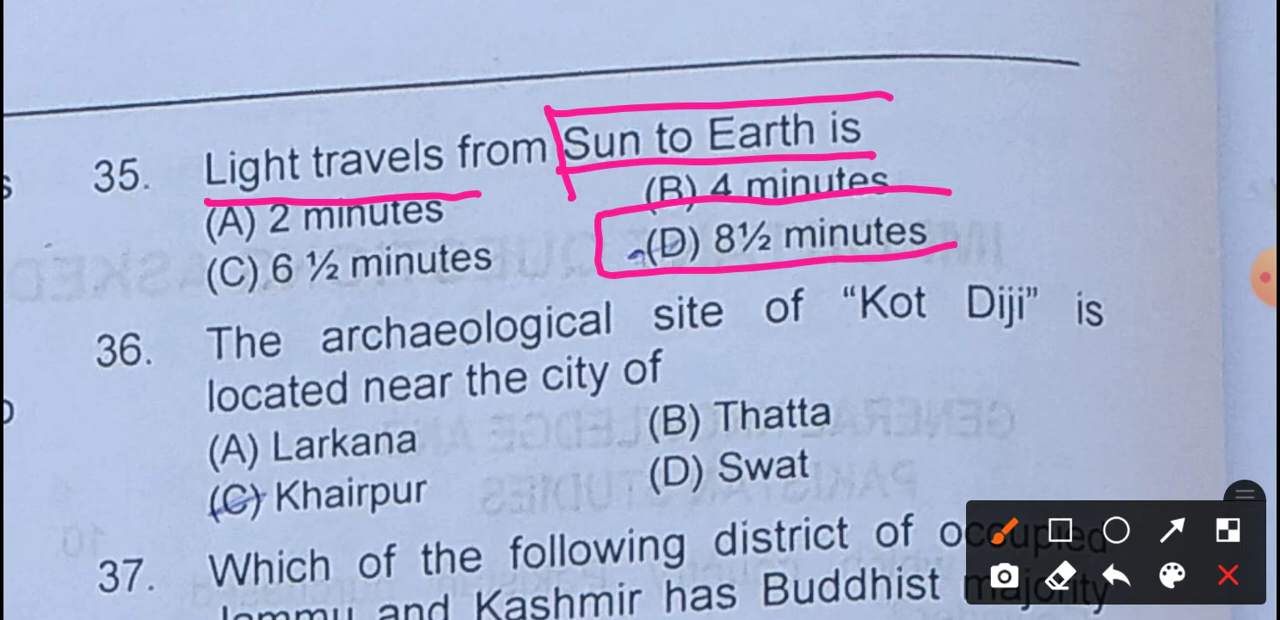 35. Light travels from Sun to Earth is
(A) 2 minutes (B) 4 minutes
(C) 6 ½ minutes (D) 8½ minutes
36. The archaeological site of “Kot Diji” is
located near the city of
(A) Larkana (B) Thatta
(C) Khairpur (D) Swat
37. Which of the following district of occupied
Jammu and Kashmir has Buddhist majority